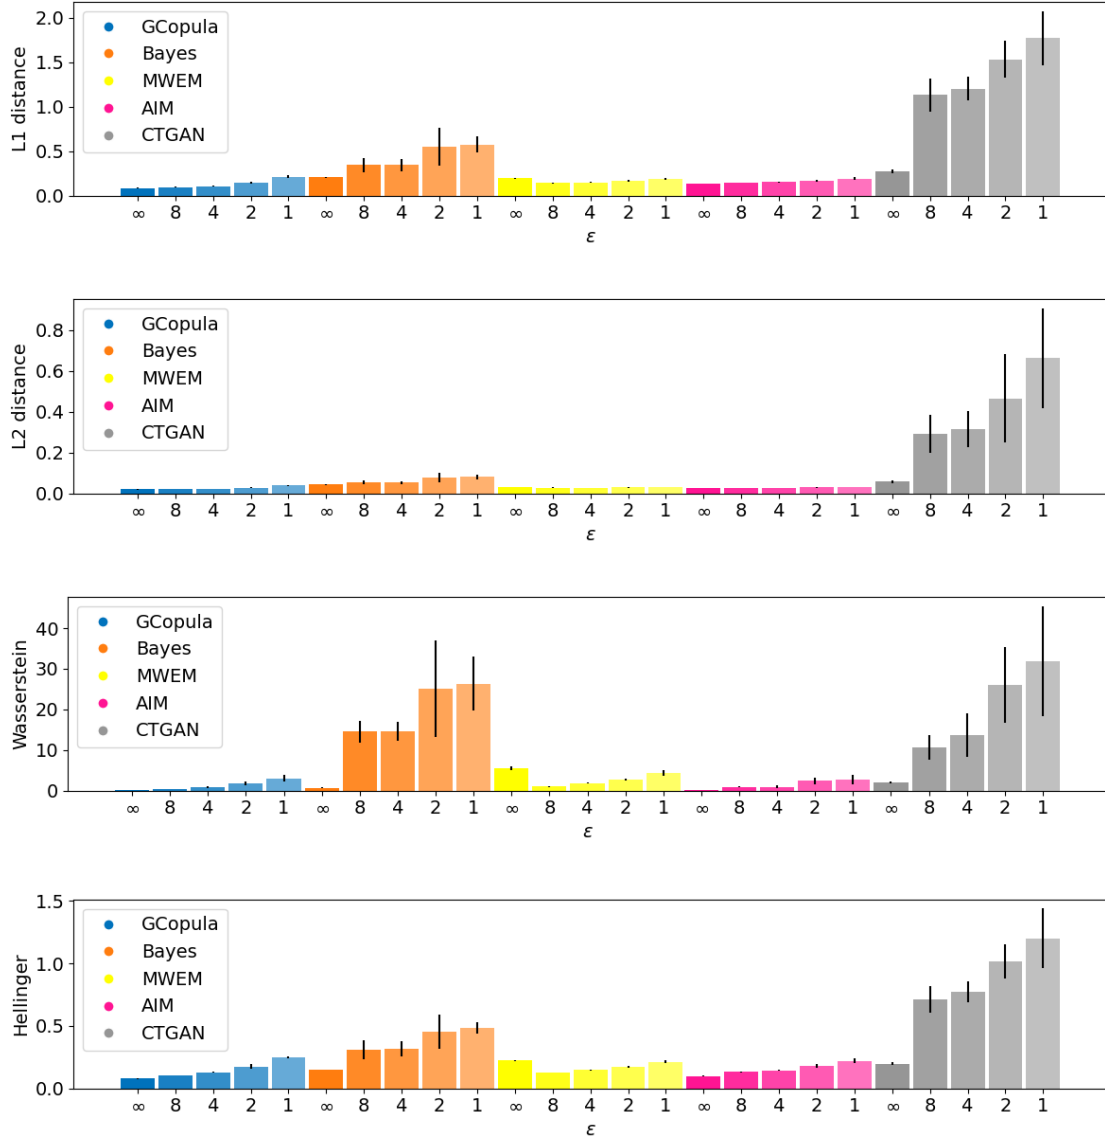 L1 distance
2.0
1.5
1.0
0.5
0.0
GCopula
Bayes
MWEM
AIM
CTGAN
∞ 8 4 2 1 ∞ 8 4 2 1 ∞ 8 4 2 1 ∞ 8 4 2 1 ∞ 8 4 2 1
ε
L2 distance
0.8
0.6
0.4
0.2
0.0
GCopula
Bayes
MWEM
AIM
CTGAN
∞ 8 4 2 1 ∞ 8 4 2 1 ∞ 8 4 2 1 ∞ 8 4 2 1 ∞ 8 4 2 1
ε
Wasserstein
40
30
20
10
0
GCopula
Bayes
MWEM
AIM
CTGAN
∞ 8 4 2 1 ∞ 8 4 2 1 ∞ 8 4 2 1 ∞ 8 4 2 1 ∞ 8 4 2 1
ε
Hellinger
1.5
1.0
0.5
0.0
GCopula
Bayes
MWEM
AIM
CTGAN
∞ 8 4 2 1 ∞ 8 4 2 1 ∞ 8 4 2 1 ∞ 8 4 2 1 ∞ 8 4 2 1
ε